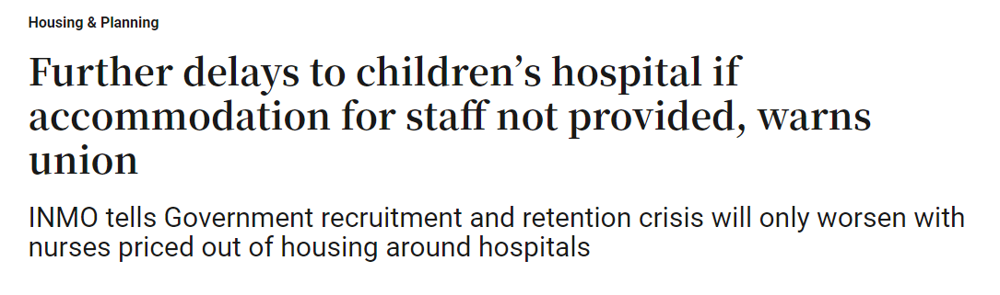 Housing & Planning
Further delays to children’s hospital if
accommodation for staff not provided, warns
union
INMO tells Government recruitment and retention crisis will only worsen with
nurses priced out of housing around hospitals